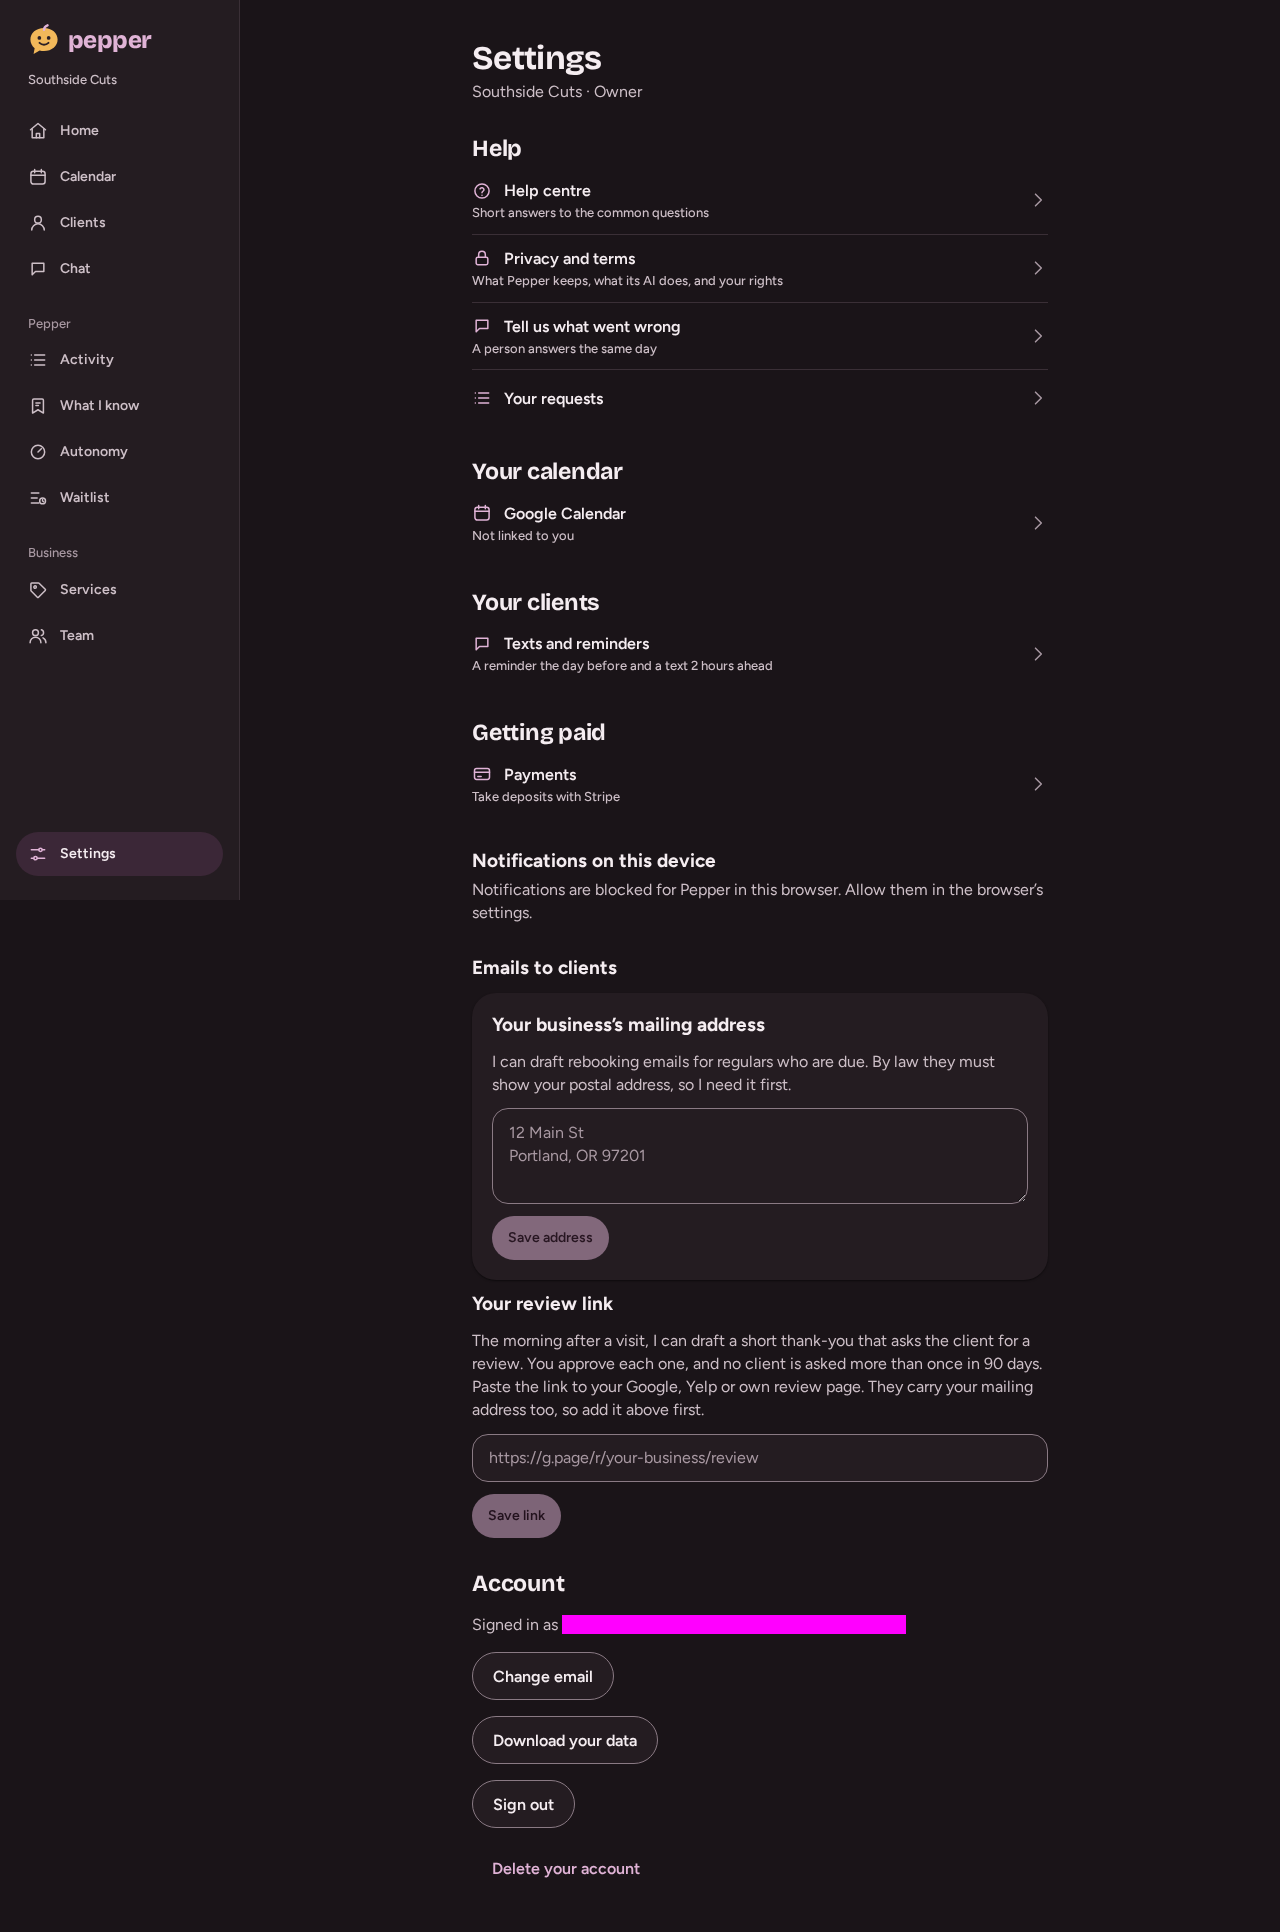 pepper
Southside Cuts
Home
Calendar
Clients
Chat
Pepper
Activity
What I know
Autonomy
Waitlist
Business
Services
Team
Settings
Settings
Southside Cuts · Owner
Help
Help centre
Short answers to the common questions
Privacy and terms
What Pepper keeps, what its AI does, and your rights
Tell us what went wrong
A person answers the same day
Your requests
Your calendar
Google Calendar
Not linked to you
Your clients
Texts and reminders
A reminder the day before and a text 2 hours ahead
Getting paid
Payments
Take deposits with Stripe
Notifications on this device
Notifications are blocked for Pepper in this browser. Allow them in the browser’s
settings.
Emails to clients
Your business’s mailing address
I can draft rebooking emails for regulars who are due. By law they must
show your postal address, so I need it first.
12 Main St
Portland, OR 97201
Save address
Your review link
The morning after a visit, I can draft a short thank-you that asks the client for a
review. You approve each one, and no client is asked more than once in 90 days.
Paste the link to your Google, Yelp or own review page. They carry your mailing
address too, so add it above first.
https://g.page/r/your-business/review
Save link
Account
Signed in as
Change email
Download your data
Sign out
Delete your account